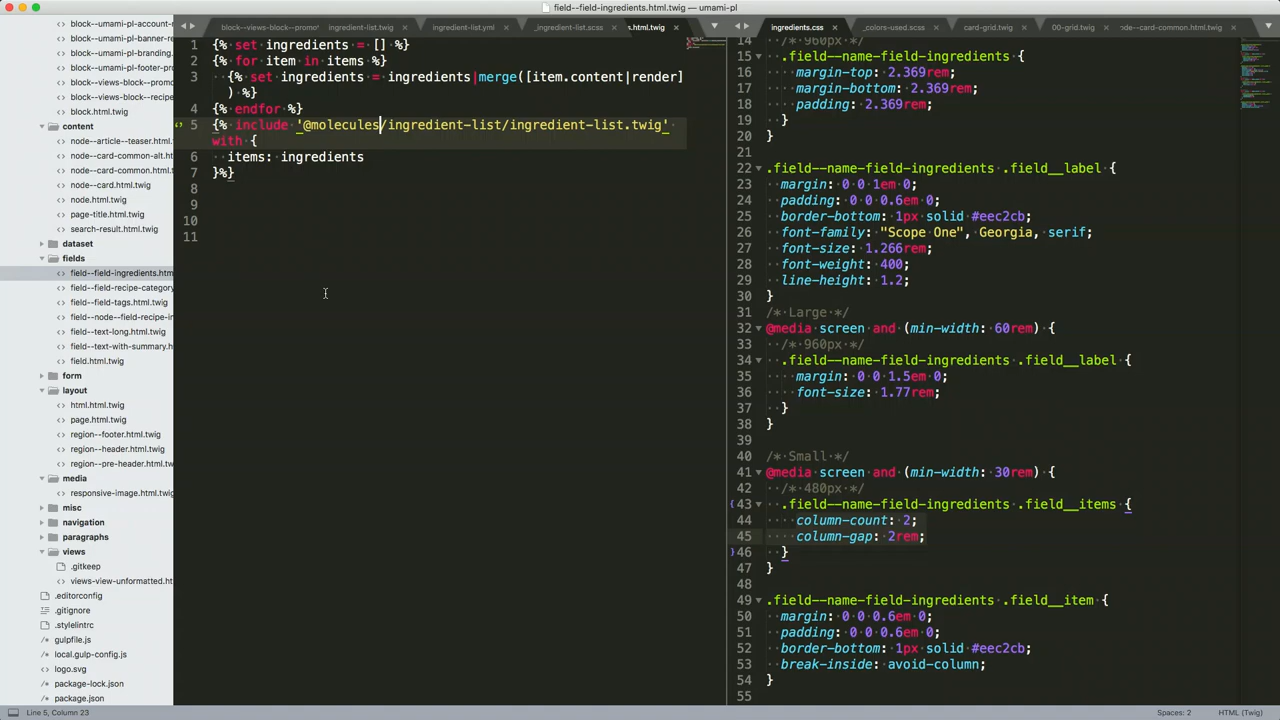 field--field-ingredients.html.twig — umami-pl
block--views-block--promo
ingredient-list.twig
ingredient-list.yml
_ingredient-list.scss
s.html.twig
ingredients.css
_colors-used.scss
card-grid.twig
00-grid.twig
ode--card-common.html.twig
block--umami-pl-account-
block--umami-pl-banner-re
block--umami-pl-branding.
block--umami-pl-footer-pro
block--views-block--promo
block--views-block--recipe
block.html.twig
content
node--article--teaser.html
node--card-common-alt.htm
node--card-common.html.t
node--card.html.twig
node.html.twig
page-title.html.twig
search-result.html.twig
dataset
fields
field--field-ingredients.htm
field--field-recipe-category
field--field-tags.html.twig
field--node--field-recipe-in
field--text-long.html.twig
field--text-with-summary.h
field.html.twig
form
layout
html.html.twig
page.html.twig
region--footer.html.twig
region--header.html.twig
region--pre-header.html.tw
media
responsive-image.html.twig
misc
navigation
paragraphs
views
.gitkeep
views-view-unformatted.ht
.editorconfig
.gitignore
.stylelintrc
gulpfile.js
local.gulp-config.js
logo.svg
package-lock.json
package.json
1 {% set ingredients = [] %}
2 {% for item in items %}
3 {% set ingredients = ingredients|merge([item.content|render]
) %}
4 {% endfor %}
5 {% include '@molecules/ingredient-list/ingredient-list.twig'
with {
6 items: ingredients
7 }%}
8
9
10
11
14 /* 960px */
15 .field--name-field-ingredients {
16 margin-top: 2.369rem;
17 margin-bottom: 2.369rem;
18 padding: 2.369rem;
19 }
20 }
21
22 .field--name-field-ingredients .field__label {
23 margin: 0 0 1em 0;
24 padding: 0 0 0.6em 0;
25 border-bottom: 1px solid #eec2cb;
26 font-family: "Scope One", Georgia, serif;
27 font-size: 1.266rem;
28 font-weight: 400;
29 line-height: 1.2;
30 }
31 /* Large */
32 @media screen and (min-width: 60rem) {
33 /* 960px */
34 .field--name-field-ingredients .field__label {
35 margin: 0 0 1.5em 0;
36 font-size: 1.77rem;
37 }
38 }
39
40 /* Small */
41 @media screen and (min-width: 30rem) {
42 /* 480px */
43 .field--name-field-ingredients .field__items {
44 column-count: 2;
45 column-gap: 2rem;
46 }
47 }
48
49 .field--name-field-ingredients .field__item {
50 margin: 0 0 0.6em 0;
51 padding: 0 0 0.6em 0;
52 border-bottom: 1px solid #eec2cb;
53 break-inside: avoid-column;
54 }
55
Line 5, Column 23
Spaces: 2
HTML (Twig)